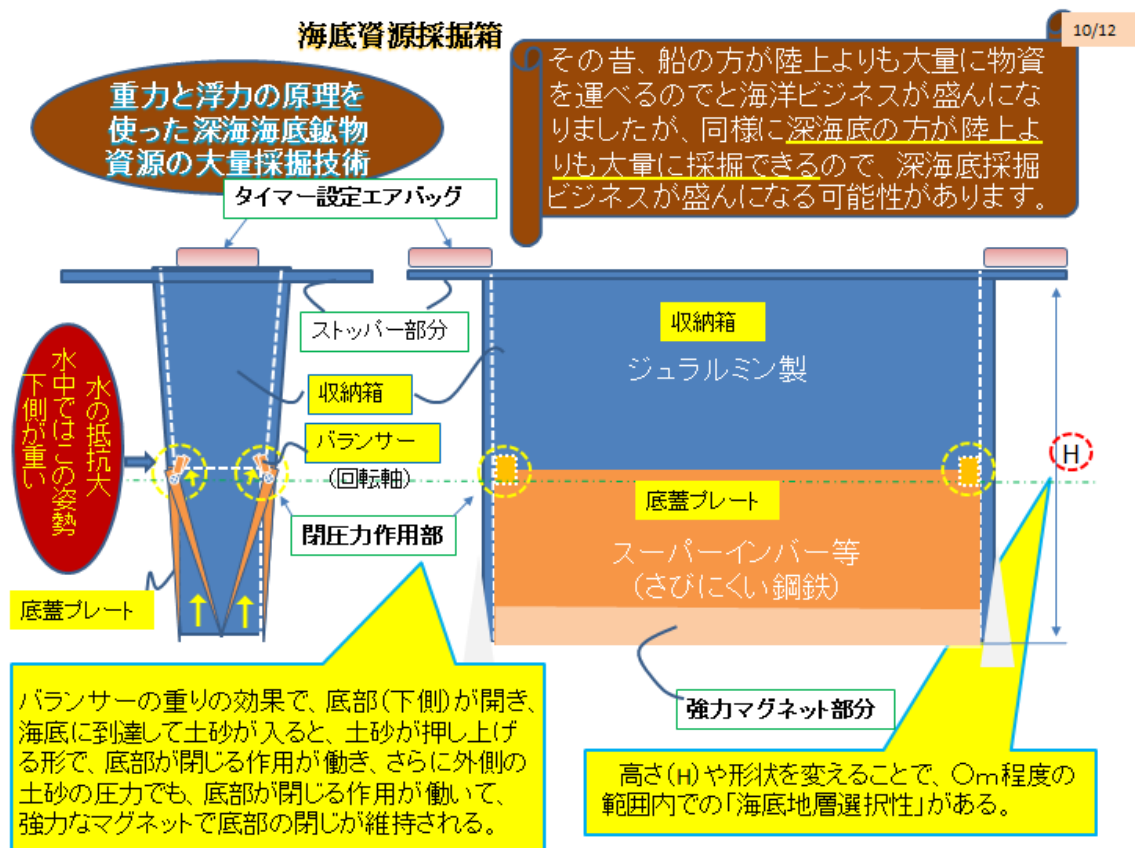 海底資源採掘箱
10/12
重力と浮力の原理を
使った深海海底鉱物
資源の大量採掘技術
その昔、船の方が陸上よりも大量に物資
を運べるのでと海洋ビジネスが盛んにな
りましたが、同様に深海底の方が陸上よ
りも大量に採掘できるので、深海底採掘
ビジネスが盛んになる可能性があります。
タイマー設定エアバッグ
ストッパー部分
収納箱
ジュラルミン製
収納箱
バランサー
(回転軸)
水の抵抗大
水中ではこの姿勢
下側が重い
H
閉圧力作用部
底蓋プレート
スーパーインバー等
(さびにくい鋼鉄)
底蓋プレート
強力マグネット部分
バランサーの重りの効果で、底部(下側)が開き、
海底に到達して土砂が入ると、土砂が押し上げ
る形で、底部が閉じる作用が働き、さらに外側の
土砂の圧力でも、底部が閉じる作用が働いて、
強力なマグネットで底部の閉じが維持される。
高さ(H)や形状を変えることで、〇m程度の
範囲内での「海底地層選択性」がある。